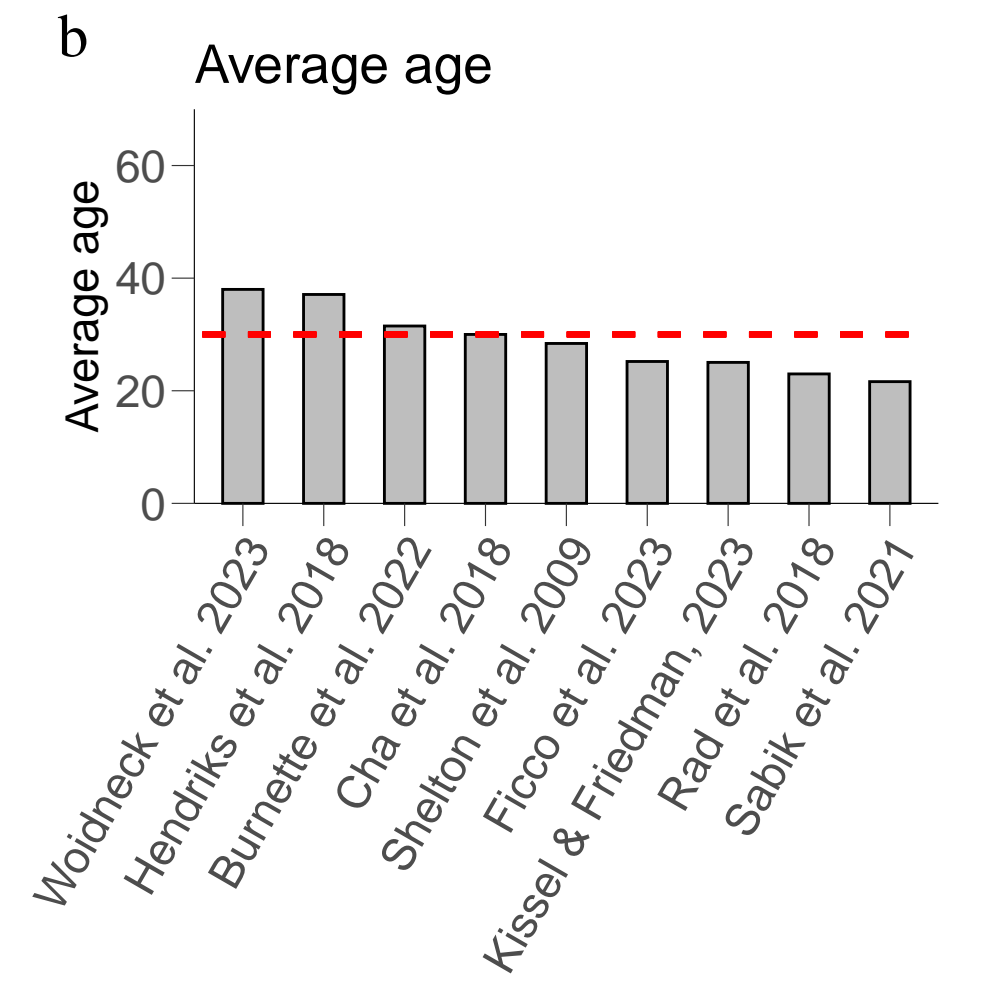 b
Average age
Average age
60
40
20
0
Woidneck et al. 2023
Hendriks et al. 2018
Burnette et al. 2022
Cha et al. 2018
Shelton et al. 2009
Ficco et al. 2023
Kissel & Friedman, 2023
Rad et al. 2018
Sabik et al. 2021